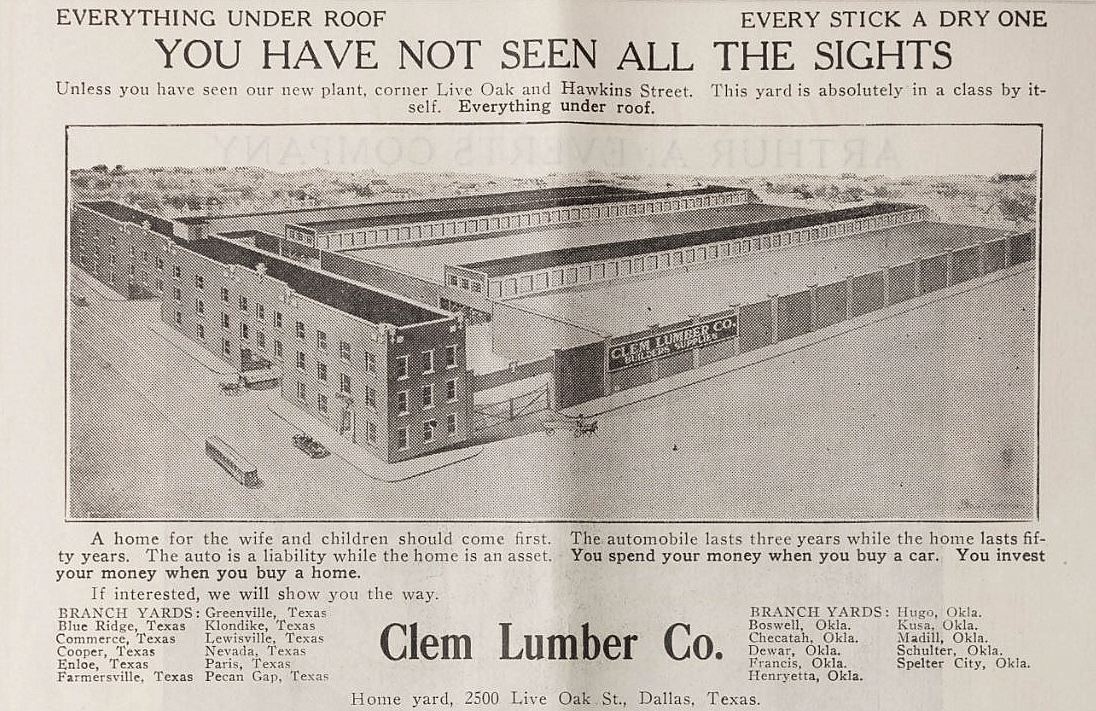 EVERYTHING UNDER ROOF
EVERY STICK A DRY ONE
YOU HAVE NOT SEEN ALL THE SIGHTS
Unless you have seen our new plant, corner Live Oak and Hawkins Street. This yard is absolutely in a class by it-
self. Everything under roof.
ARTHUR A. EVERTS COMPANY
CLEM LUMBER CO.
BUILDERS SUPPLIES
A home for the wife and children should come first. The automobile lasts three years while the home lasts fif-
ty years. The auto is a liability while the home is an asset. You spend your money when you buy a car. You invest
your money when you buy a home.
If interested, we will show you the way.
BRANCH YARDS:
Blue Ridge, Texas
Commerce, Texas
Cooper, Texas
Enloe, Texas
Farmersville, Texas
Greenville, Texas
Klondike, Texas
Lewisville, Texas
Nevada, Texas
Paris, Texas
Pecan Gap, Texas
Clem Lumber Co.
BRANCH YARDS:
Boswell, Okla.
Checatah, Okla.
Dewar, Okla.
Francis, Okla.
Henryetta, Okla.
Hugo, Okla.
Kusa, Okla.
Madill, Okla.
Schulter, Okla.
Spelter City, Okla.
Home yard, 2500 Live Oak St., Dallas, Texas.